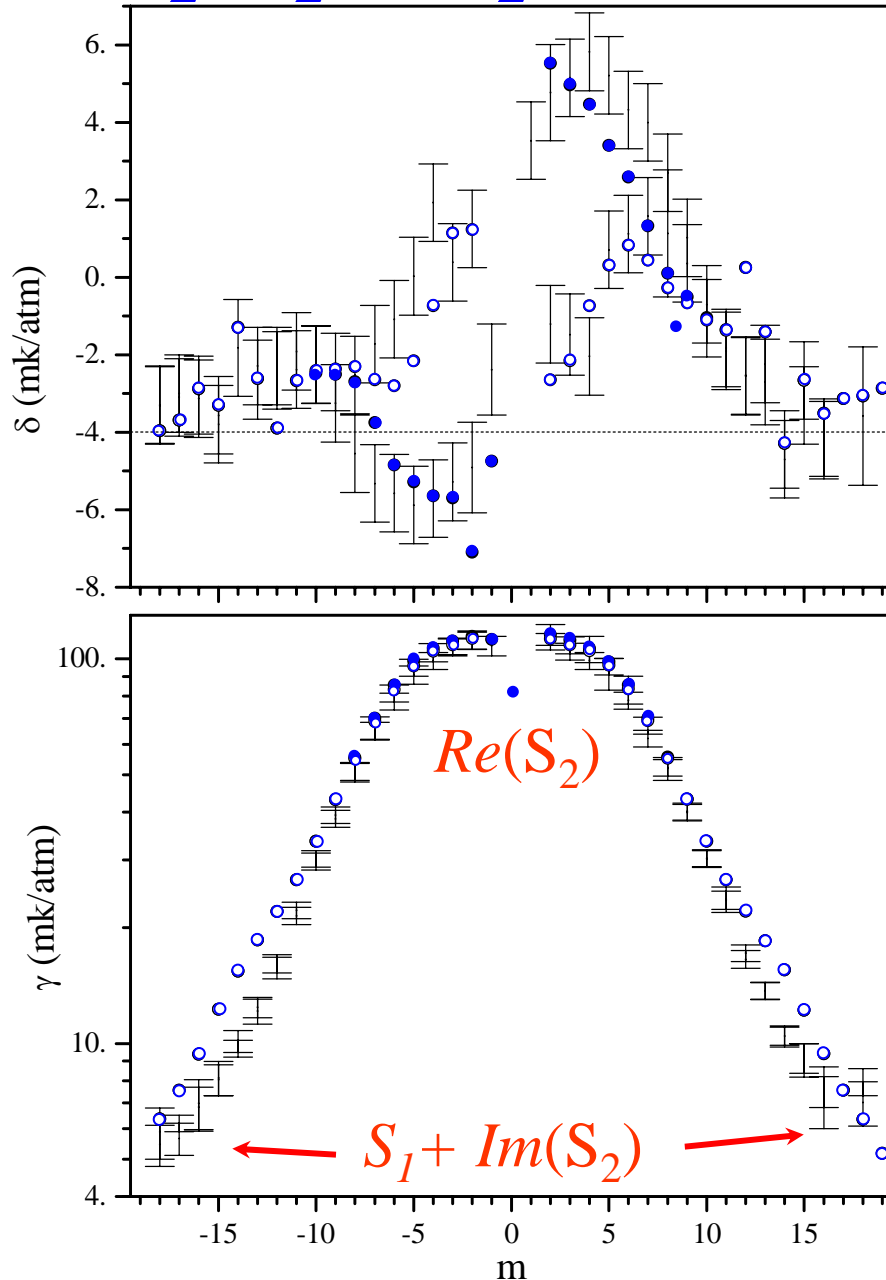 6.
4.
2.
0.
-2.
-4.
-6.
-8.
δ (mk/atm)
100.
10.
4.
γ (mk/atm)
Re(S2)
S1+ Im(S2)
-15 -10 -5 0 5 10 15
m